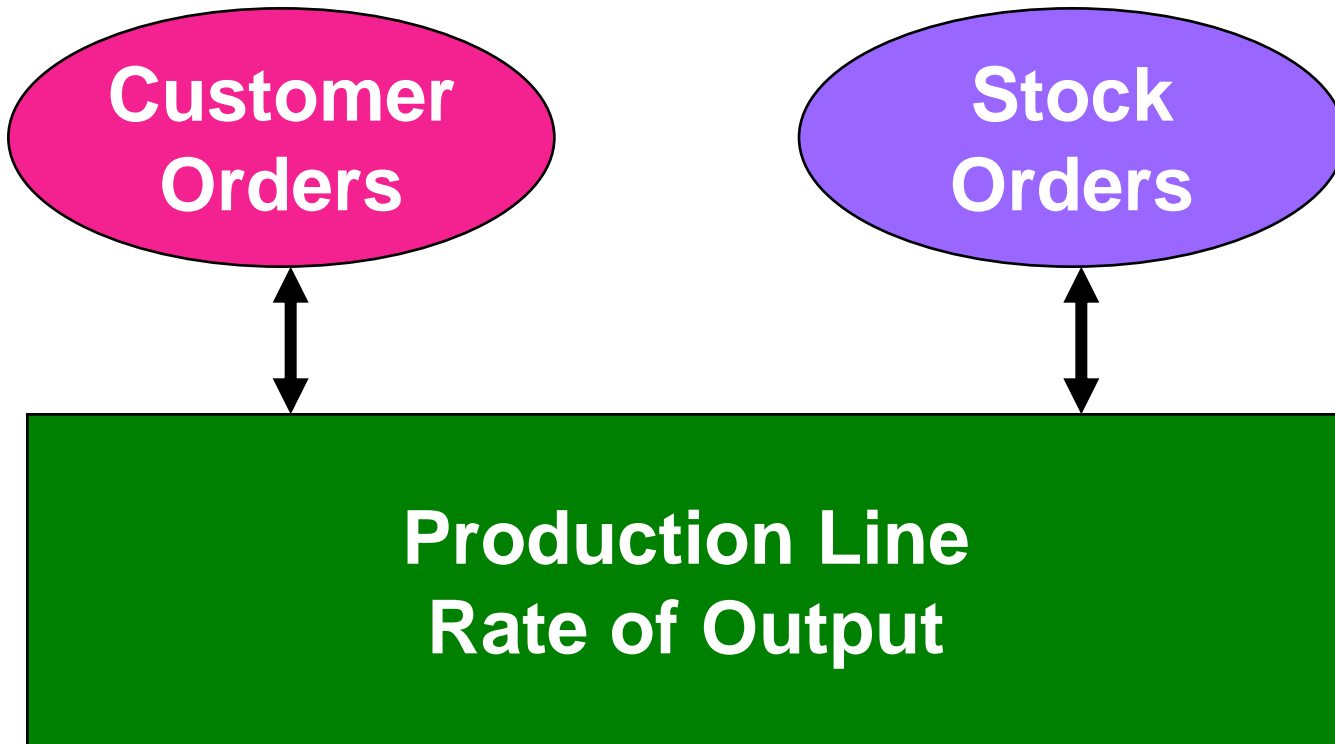 Customer
Orders
Stock
Orders
Production Line
Rate of Output